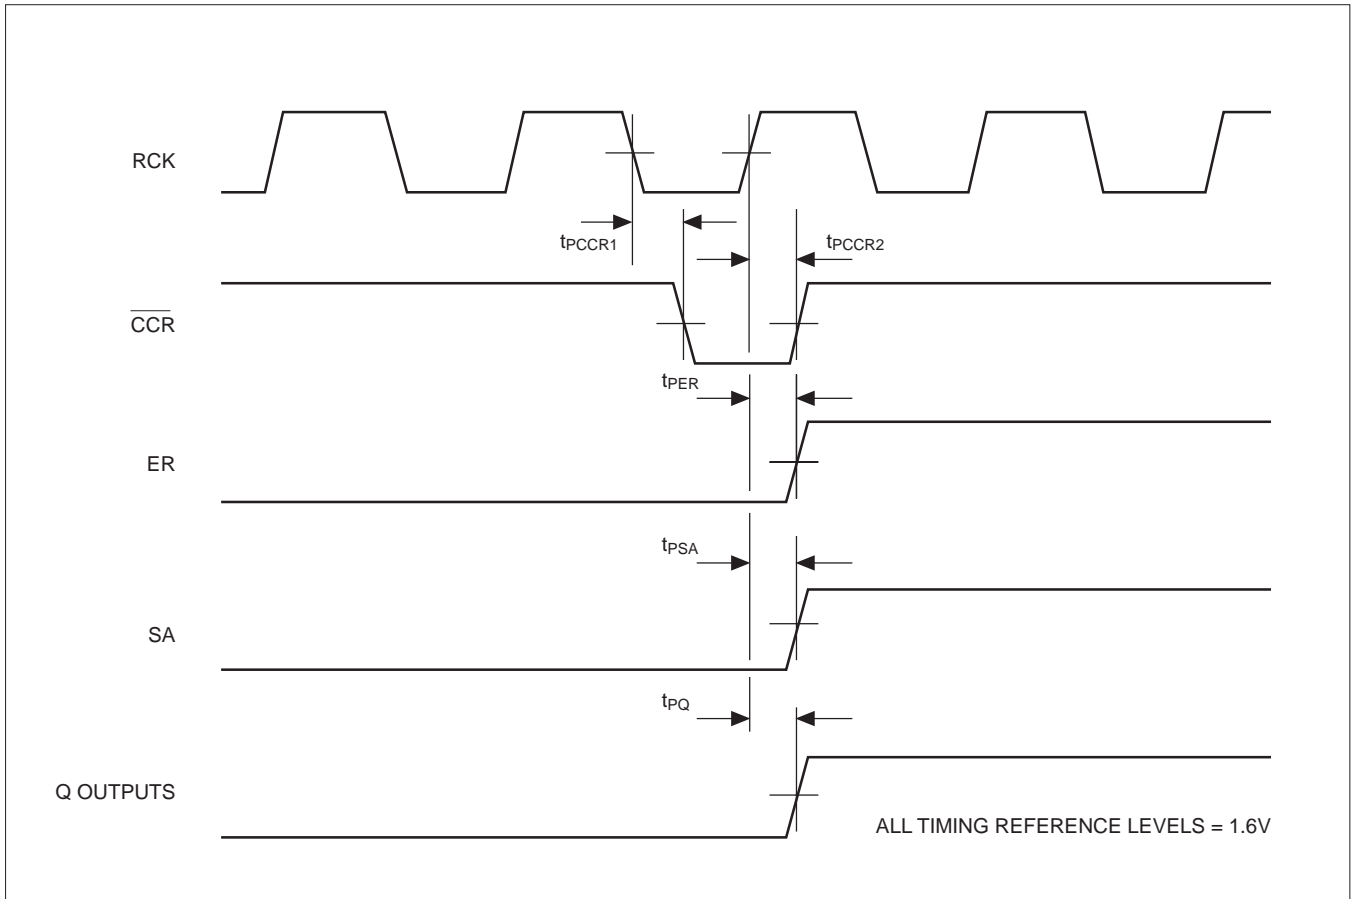 RCK
tPCCR1
tPCCR2
CCR
tPER
ER
tPSA
SA
tPQ
Q OUTPUTS
ALL TIMING REFERENCE LEVELS = 1.6V